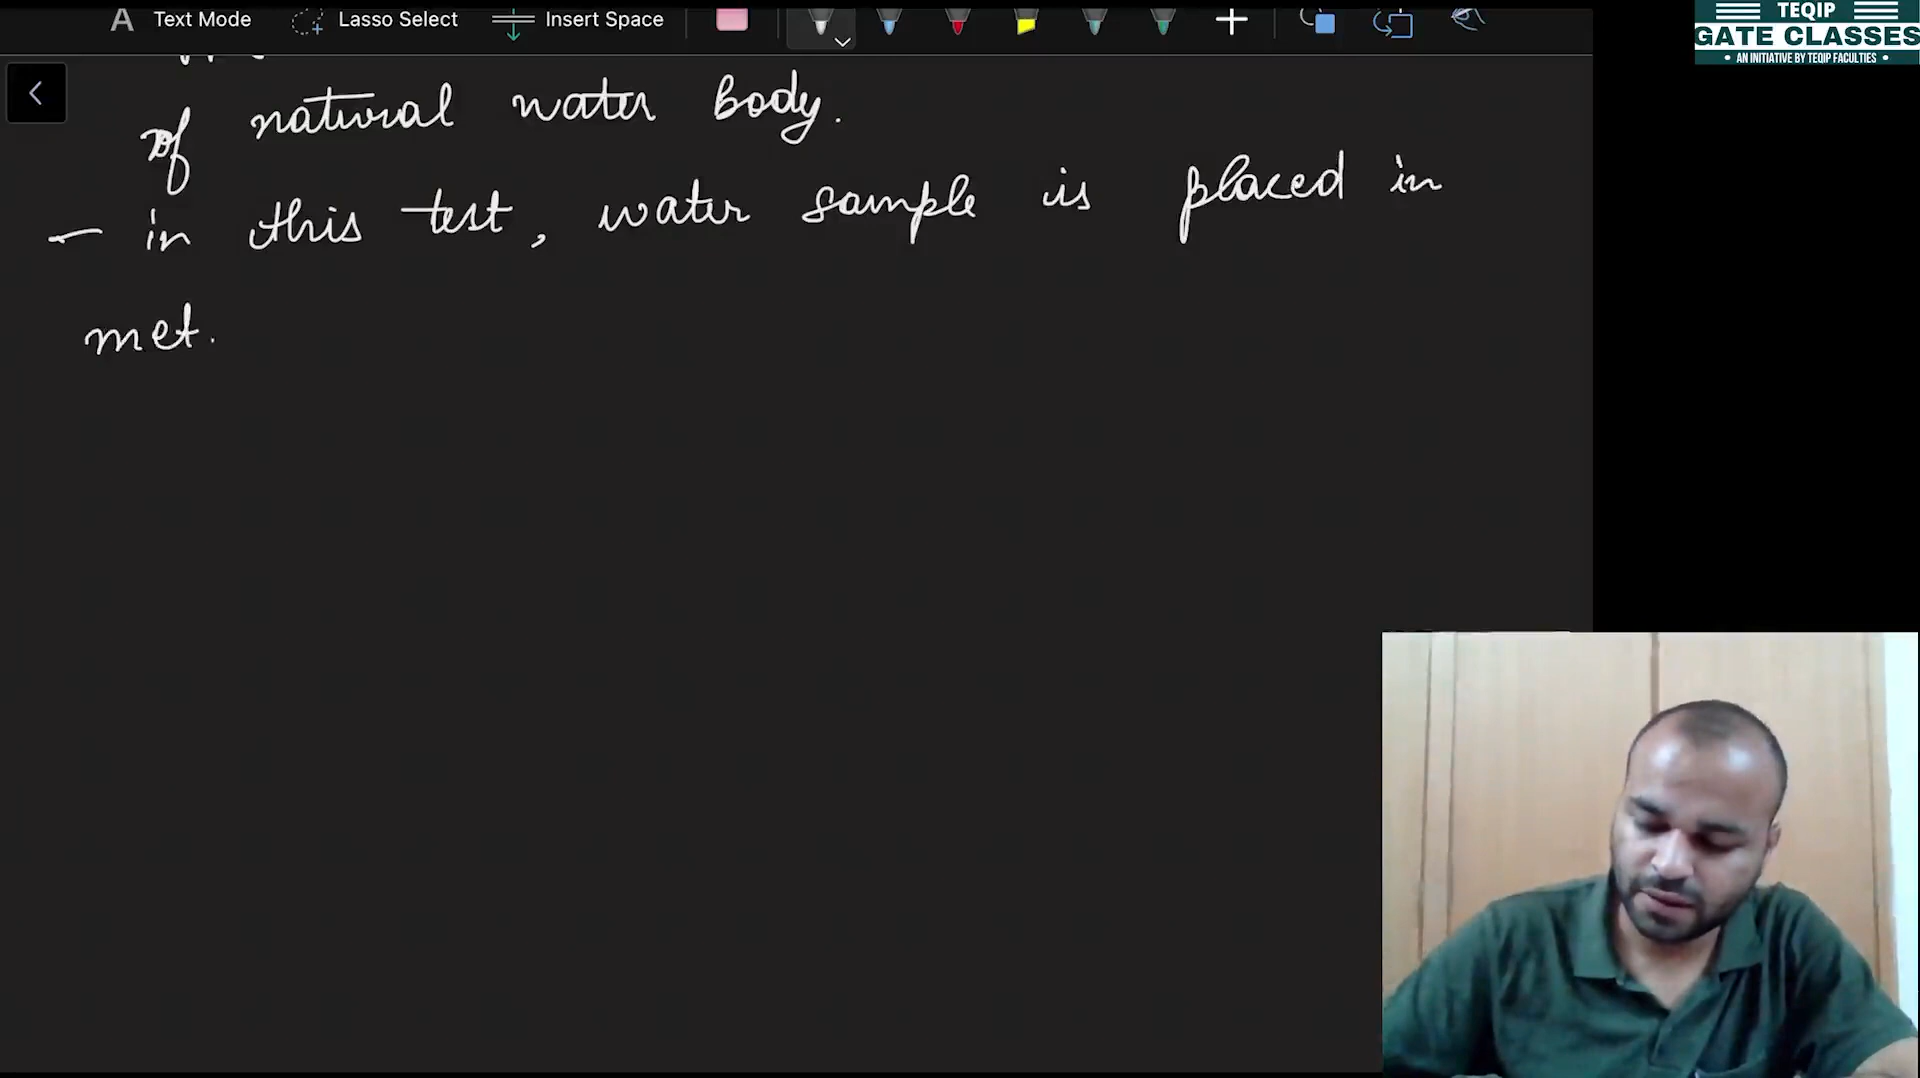 Text Mode Lasso Select Insert Space
TEQIP
GATE CLASSES
• AN INITIATIVE BY TEQIP FACULTIES •
of natural water body.
- in this test, water sample is placed in
met.